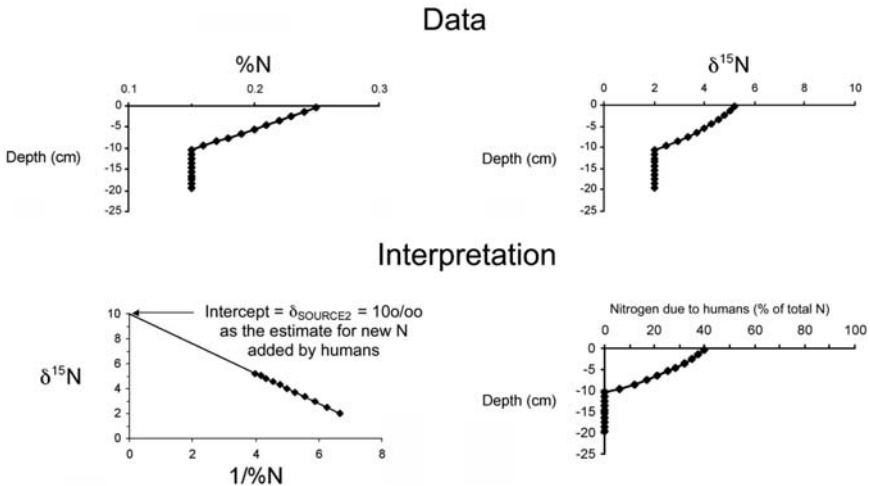 Data
%N
0.1 0.2 0.3
0
-5
Depth (cm)
-10
-15
-20
-25
δ¹⁵N
0 2 4 6 8 10
0
-5
Depth (cm)
-10
-15
-20
-25
Interpretation
10
8
6
4
2
0
δ¹⁵N
Intercept = δSOURCE2 = 10o/oo
as the estimate for new N
added by humans
0 2 4 6 8
1/%N
Nitrogen due to humans (% of total N)
0 20 40 60 80 100
0
-5
Depth (cm)
-10
-15
-20
-25